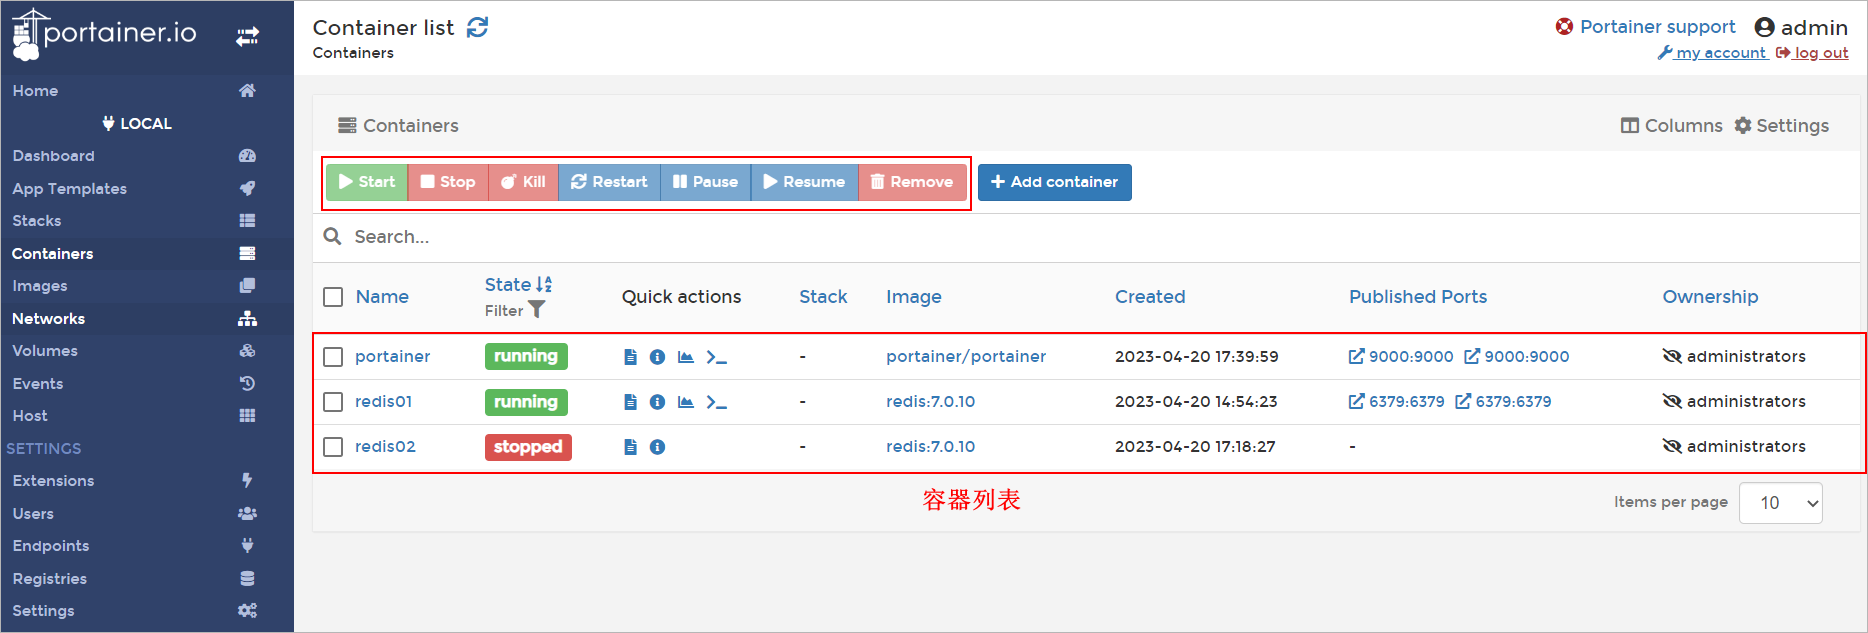 portainer.io
Home
LOCAL
Dashboard
App Templates
Stacks
Containers
Images
Networks
Volumes
Events
Host
SETTINGS
Extensions
Users
Endpoints
Registries
Settings
Container list
Containers
Portainer support admin
my account log out
Containers
Columns Settings
Start Stop Kill Restart Pause Resume Remove + Add container
Search...
Name State Filter Quick actions Stack Image Created Published Ports Ownership
portainer running - portainer/portainer 2023-04-20 17:39:59 9000:9000 9000:9000 administrators
redis01 running - redis:7.0.10 2023-04-20 14:54:23 6379:6379 6379:6379 administrators
redis02 stopped - redis:7.0.10 2023-04-20 17:18:27 - administrators
容器列表
Items per page 10